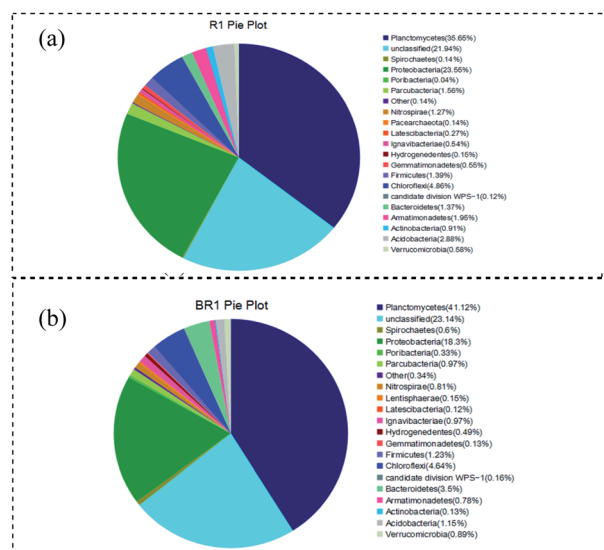 R1 Pie Plot
(a)
Planctomycetes(35.65%)
unclassified(21.94%)
Spirochaetes(0.14%)
Proteobacteria(23.55%)
Poribacteria(0.04%)
Parcubacteria(1.56%)
Other(0.14%)
Nitrospirae(1.27%)
Pacearchaeota(0.14%)
Latescibacteria(0.27%)
Ignavibacteriae(0.54%)
Hydrogenedentes(0.15%)
Gemmatimonadetes(0.55%)
Firmicutes(1.39%)
Chloroflexi(4.86%)
candidate division WPS-1(0.12%)
Bacteroidetes(1.37%)
Armatimonadetes(1.95%)
Actinobacteria(0.91%)
Acidobacteria(2.88%)
Verrucomicrobia(0.58%)
BR1 Pie Plot
(b)
Planctomycetes(41.12%)
unclassified(23.14%)
Spirochaetes(0.6%)
Proteobacteria(18.3%)
Poribacteria(0.33%)
Parcubacteria(0.97%)
Other(0.34%)
Nitrospirae(0.81%)
Lentisphaerae(0.15%)
Latescibacteria(0.12%)
Ignavibacteriae(0.97%)
Hydrogenedentes(0.49%)
Gemmatimonadetes(0.13%)
Firmicutes(1.23%)
Chloroflexi(4.64%)
candidate division WPS-1(0.16%)
Bacteroidetes(3.5%)
Armatimonadetes(0.78%)
Actinobacteria(0.13%)
Acidobacteria(1.15%)
Verrucomicrobia(0.89%)